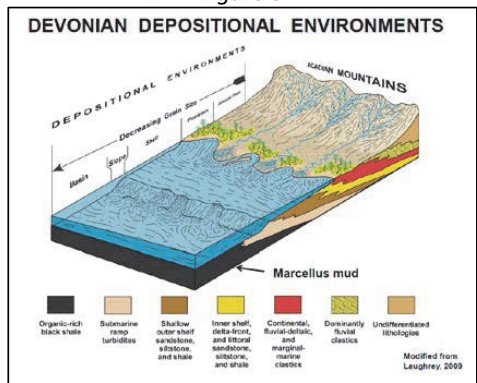 DEVONIAN DEPOSITIONAL ENVIRONMENTS
DEPOSITIONAL ENVIRONMENTS
ACADIAN MOUNTAINS
Decreasing Grain Size
Basin
Slope
Shelf
Marcellus mud
Organic-rich
black shale
Submarine
ramp
turbidites
Shallow
outer shelf
sandstone,
siltstone,
and shale
Inner shelf,
delta-front,
and littoral
sandstone,
siltstone,
and shale
Continental,
fluvial-deltaic,
and
marginal-
marine
clastics
Dominantly
fluvial
clastics
Undifferentiated
lithologies
Modified from
Laughrey, 2009